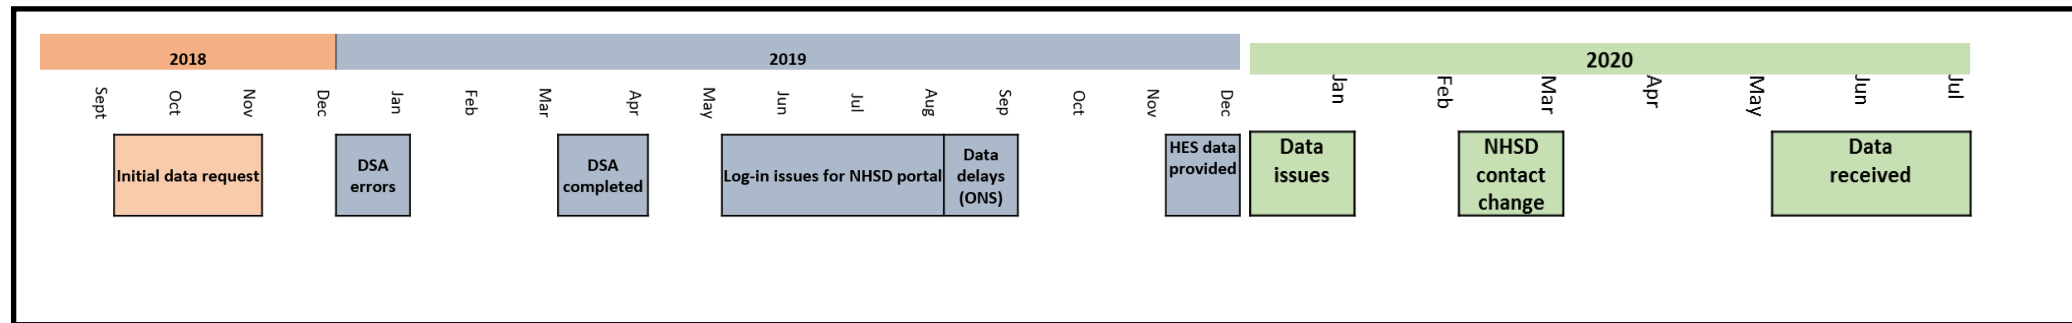 2018
2019
2020
Sept
Oct
Nov
Dec
Jan
Feb
Mar
Apr
May
Jun
Jul
Aug
Sep
Oct
Nov
Dec
Jan
Feb
Mar
Apr
May
Jun
Jul
Initial data request
DSA
errors
DSA
completed
Log-in issues for NHSD portal
Data
delays
(ONS)
HES data
provided
Data
issues
NHSD
contact
change
Data
received